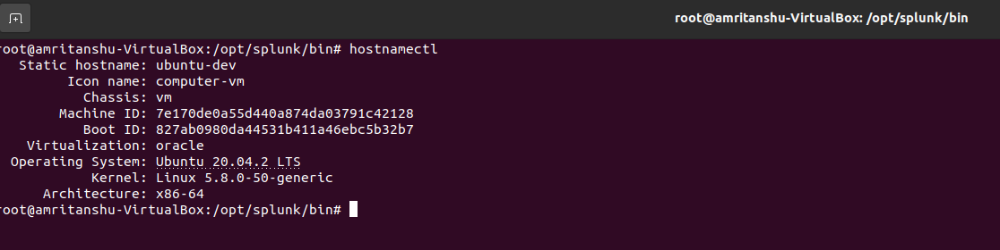 root@amritanshu-VirtualBox: /opt/splunk/bin
root@amritanshu-VirtualBox:/opt/splunk/bin# hostnamectl
Static hostname: ubuntu-dev
Icon name: computer-vm
Chassis: vm
Machine ID: 7e170de0a55d440a874da03791c42128
Boot ID: 827ab0980da44531b411a46ebc5b32b7
Virtualization: oracle
Operating System: Ubuntu 20.04.2 LTS
Kernel: Linux 5.8.0-50-generic
Architecture: x86-64
root@amritanshu-VirtualBox:/opt/splunk/bin#